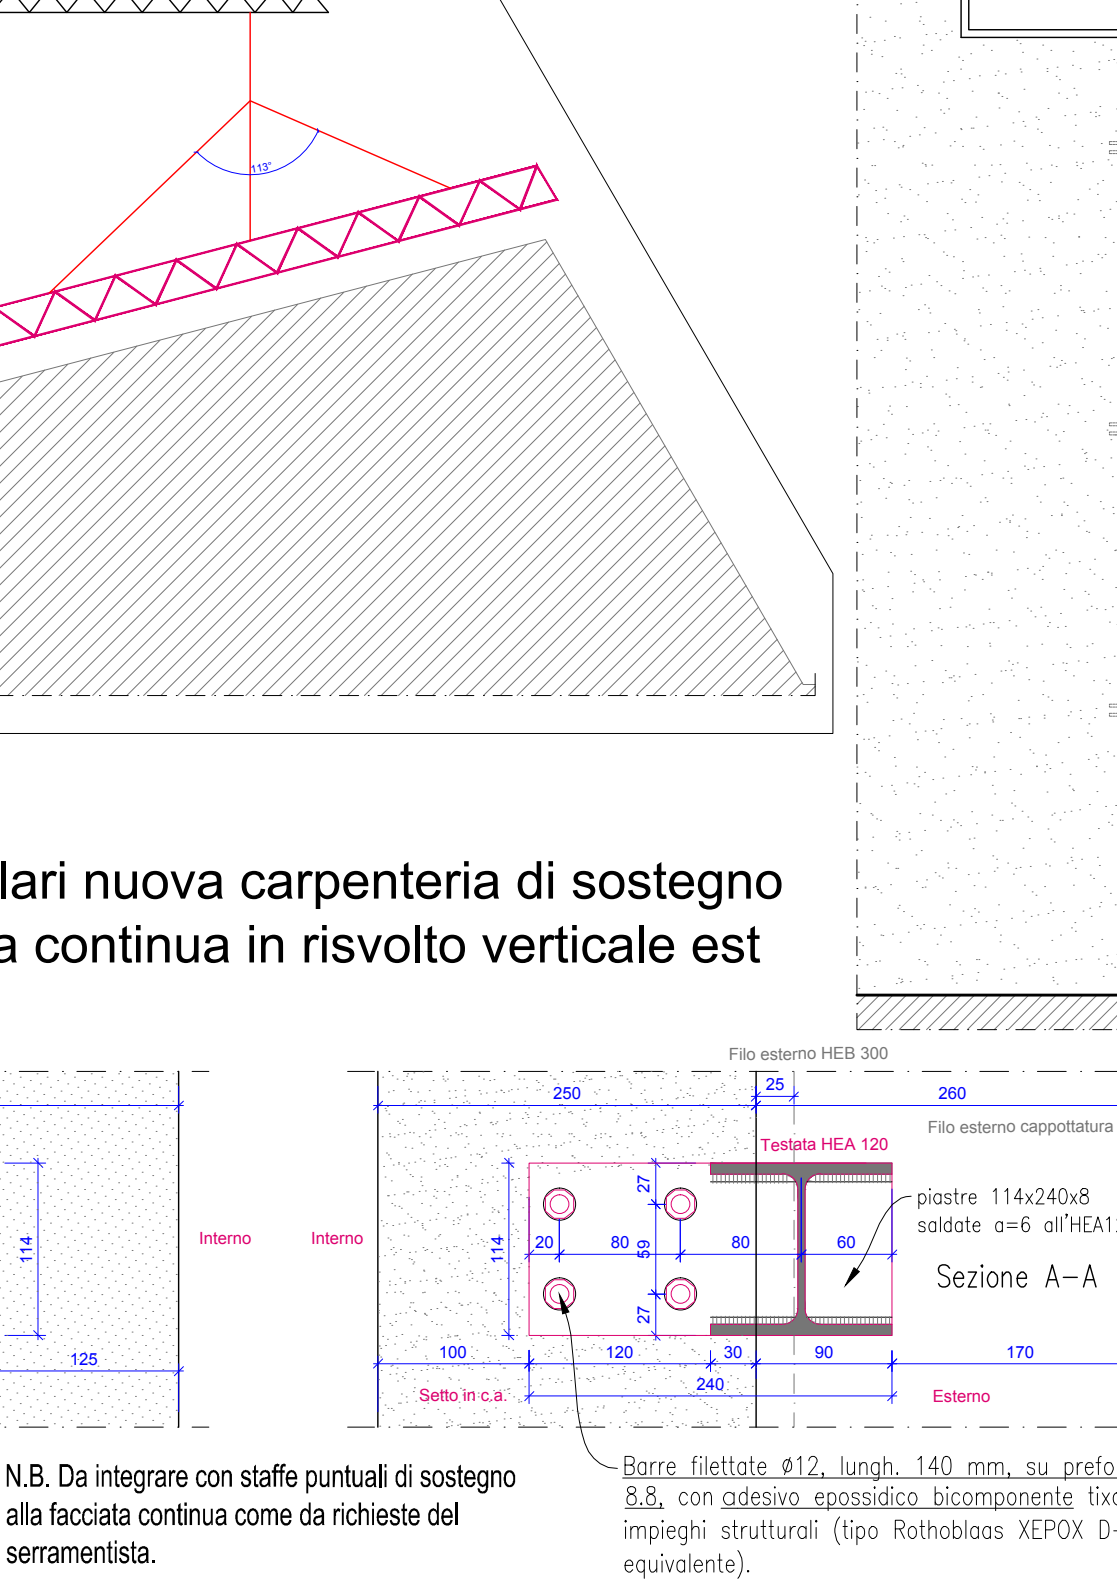 113°
lari nuova carpenteria di sostegno
a continua in risvolto verticale est
Filo esterno HEB 300
250
25
260
Filo esterno cappottatura
Testata HEA 120
114
Interno
Interno
114
27
59
27
20
80
80
60
piastre 114x240x8
saldate a=6 all'HEA1
Sezione A-A
125
100
120
30
90
170
240
Setto in c.a.
Esterno
N.B. Da integrare con staffe puntuali di sostegno
alla facciata continua come da richieste del
serramentista.
Barre filettate Ø12, lungh. 140 mm, su prefo
8.8, con adesivo epossidico bicomponente tixo
impieghi strutturali (tipo Rothoblaas XEPOX D-
equivalente).